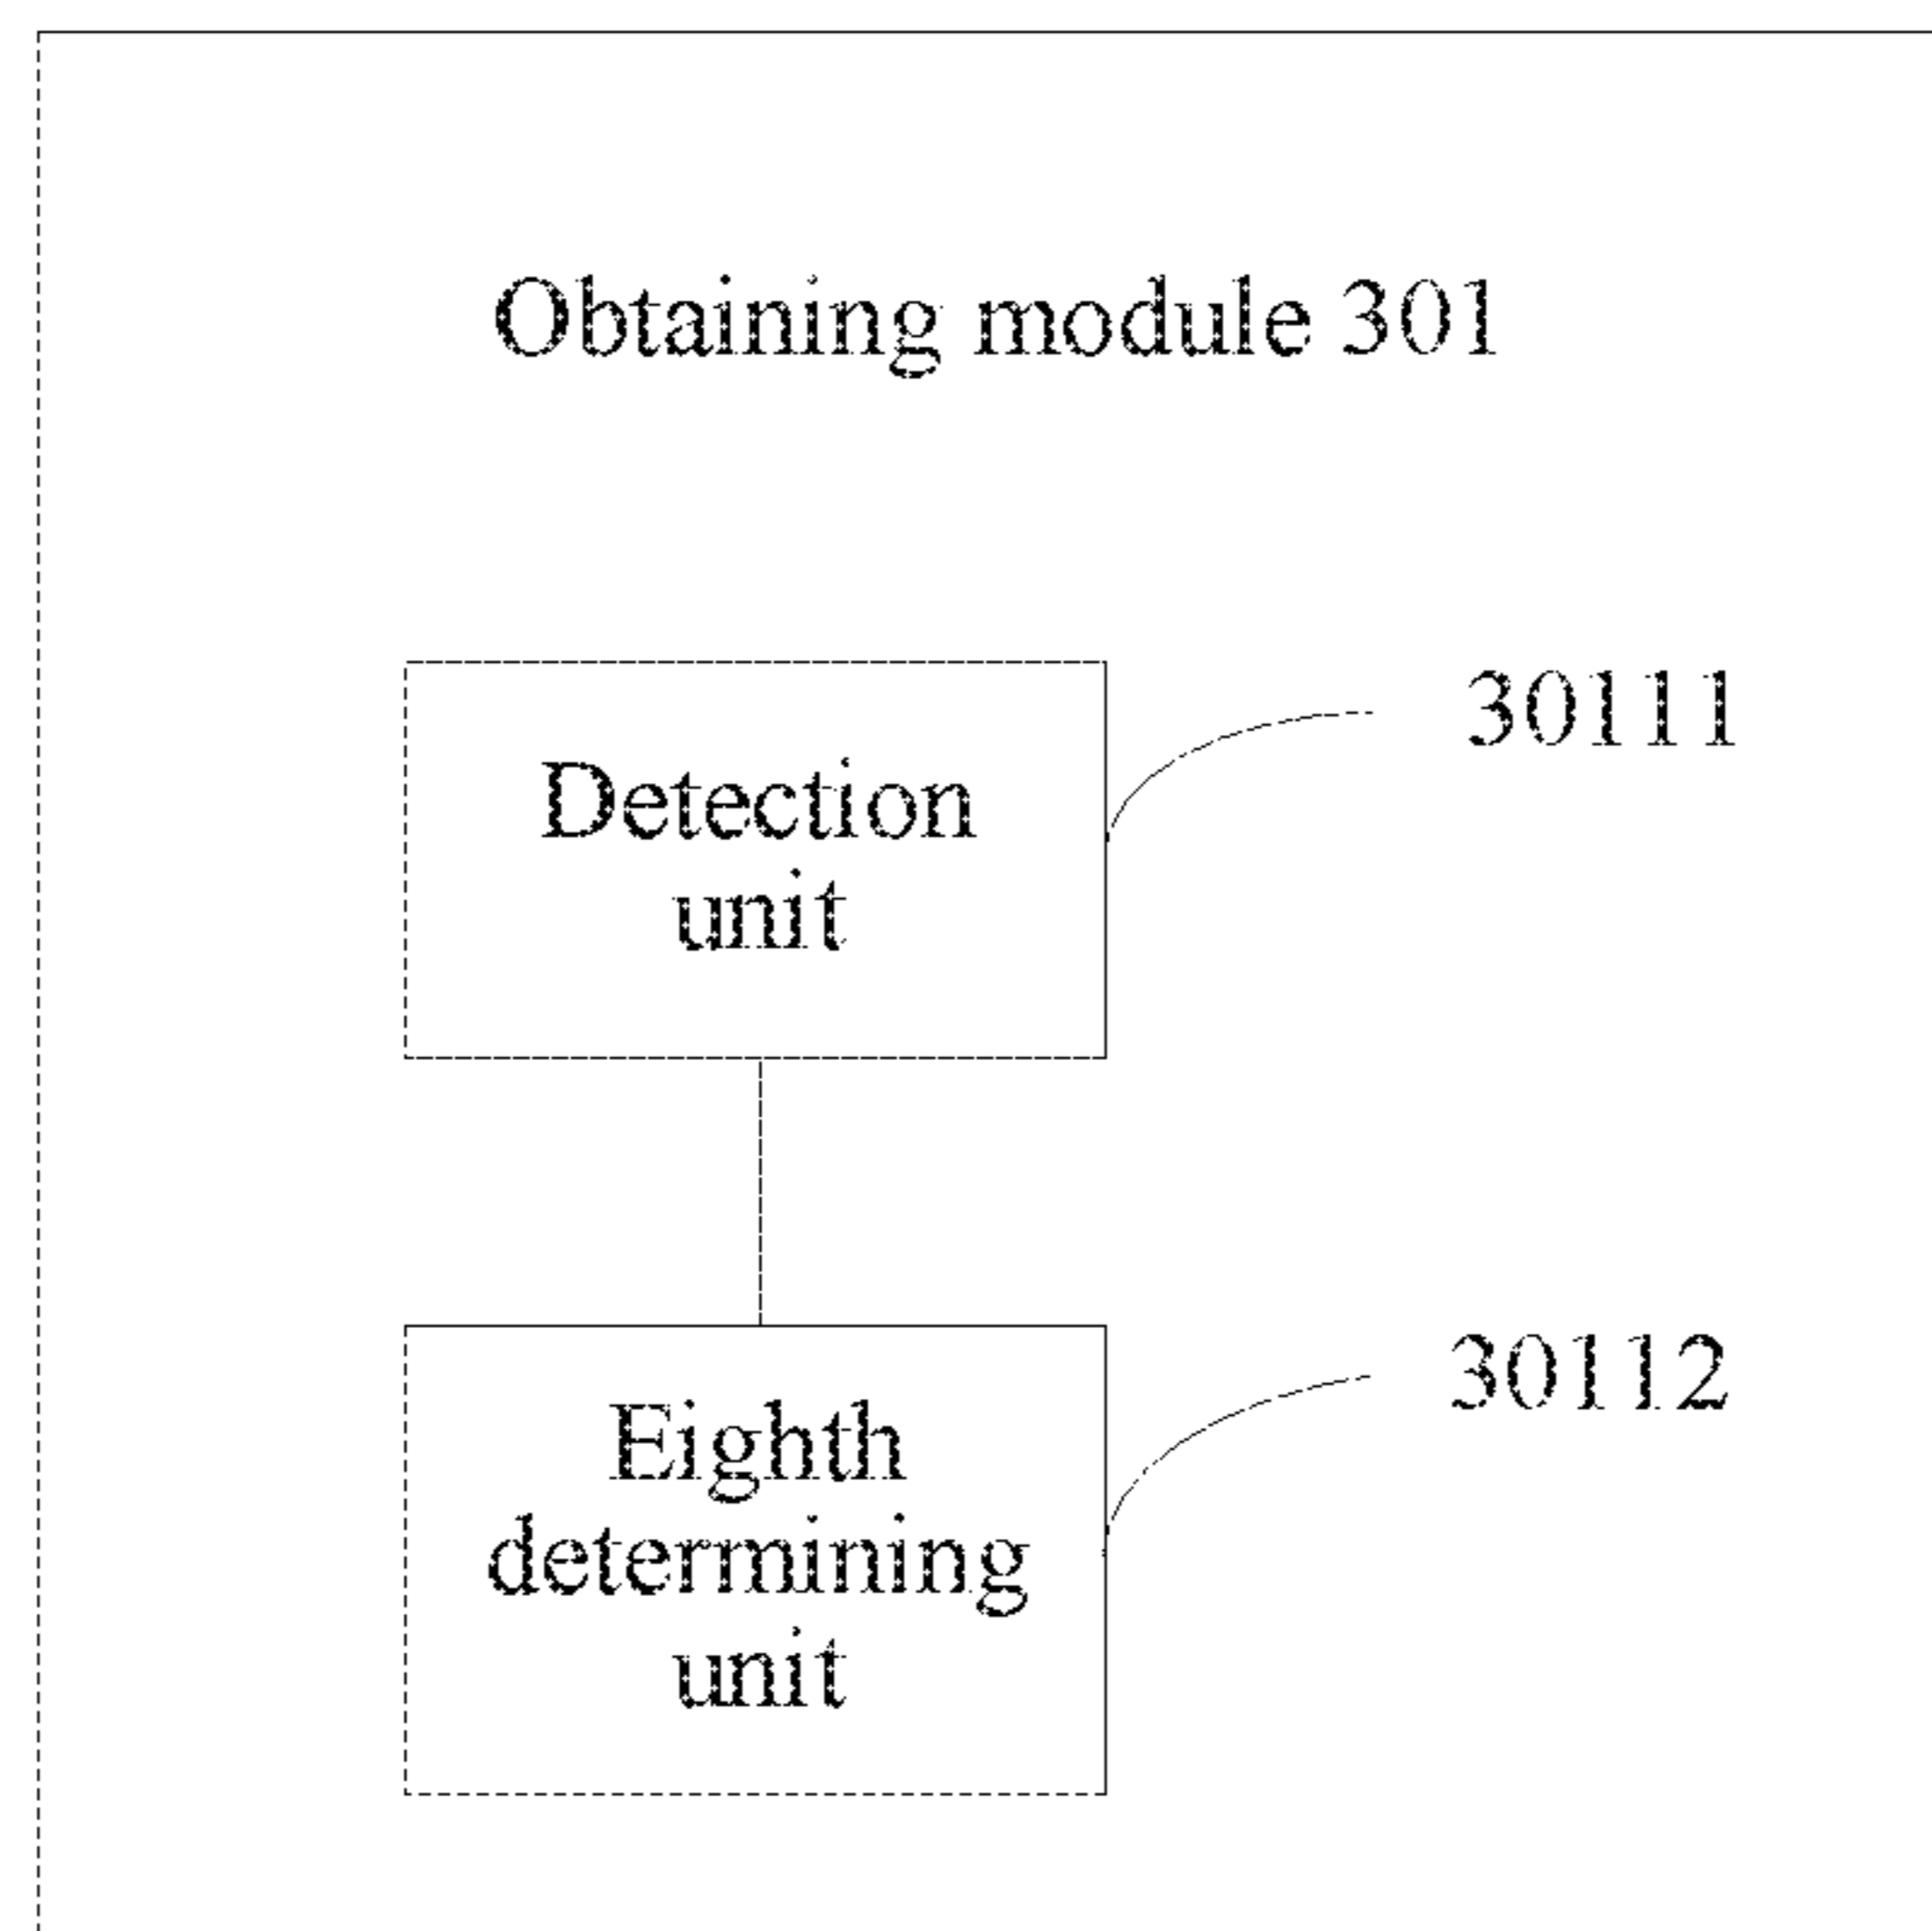 Obtaining module 301
30111
Detection
unit
30112
Eighth
determining
unit